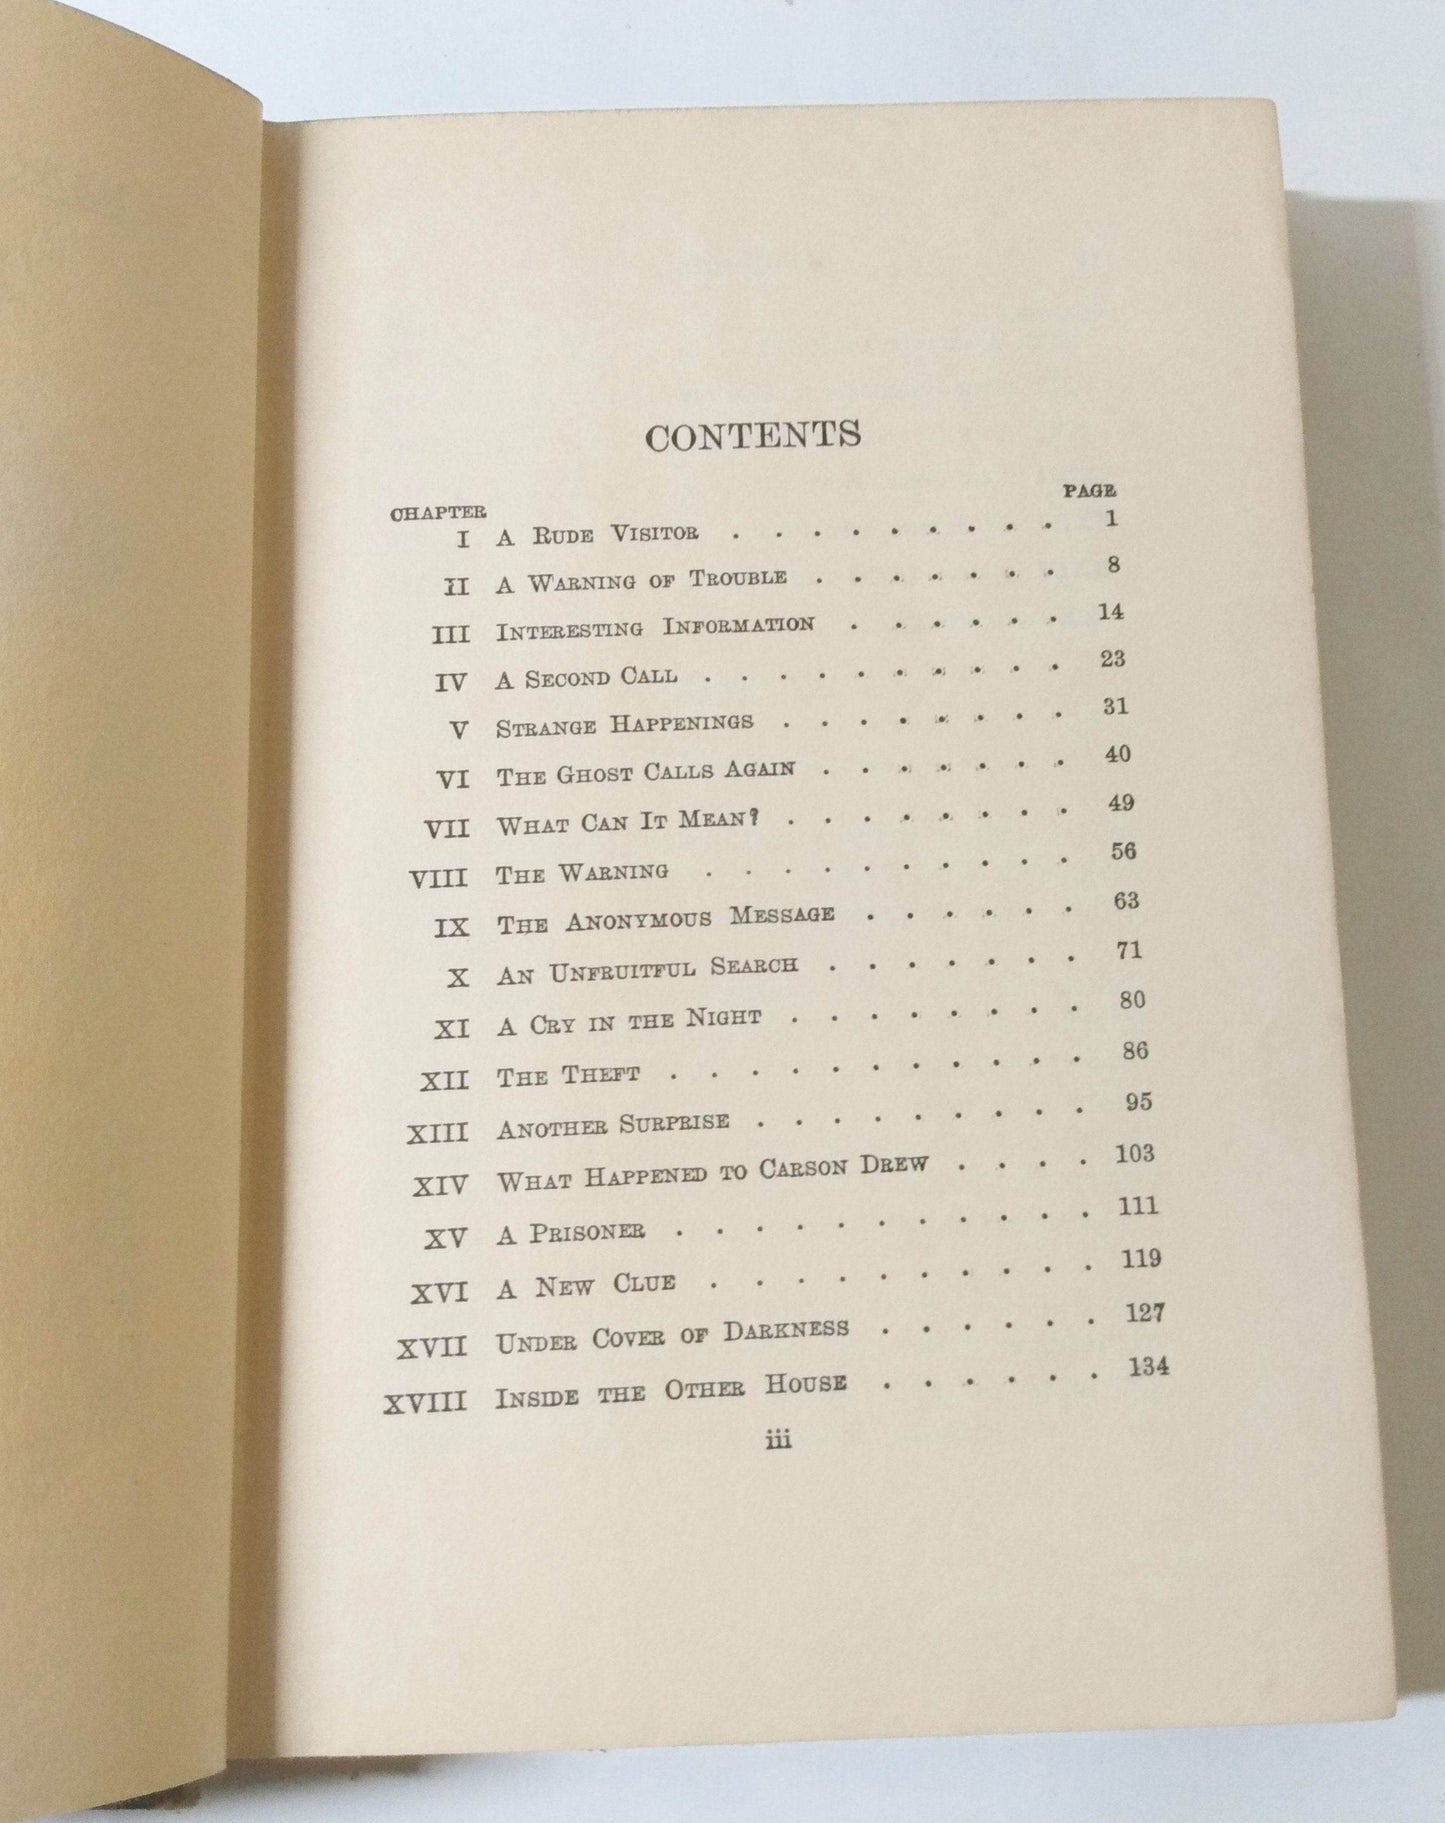 CONTENTS
CHAPTER PAGE
I A RUDE VISITOR . . . . . . . . . 1
II A WARNING OF TROUBLE . . . . . . . 8
III INTERESTING INFORMATION . . . . . . 14
IV A SECOND CALL . . . . . . . . . . 23
V STRANGE HAPPENINGS . . . . . . . . 31
VI THE GHOST CALLS AGAIN . . . . . . . 40
VII WHAT CAN IT MEAN? . . . . . . . . 49
VIII THE WARNING . . . . . . . . . . 56
IX THE ANONYMOUS MESSAGE . . . . . . 63
X AN UNFRUITFUL SEARCH . . . . . . . 71
XI A CRY IN THE NIGHT . . . . . . . . 80
XII THE THEFT . . . . . . . . . . . 86
XIII ANOTHER SURPRISE . . . . . . . . . 95
XIV WHAT HAPPENED TO CARSON DREW . . . . 103
XV A PRISONER . . . . . . . . . . . 111
XVI A NEW CLUE . . . . . . . . . . 119
XVII UNDER COVER OF DARKNESS . . . . . . 127
XVIII INSIDE THE OTHER HOUSE . . . . . . 134
iii